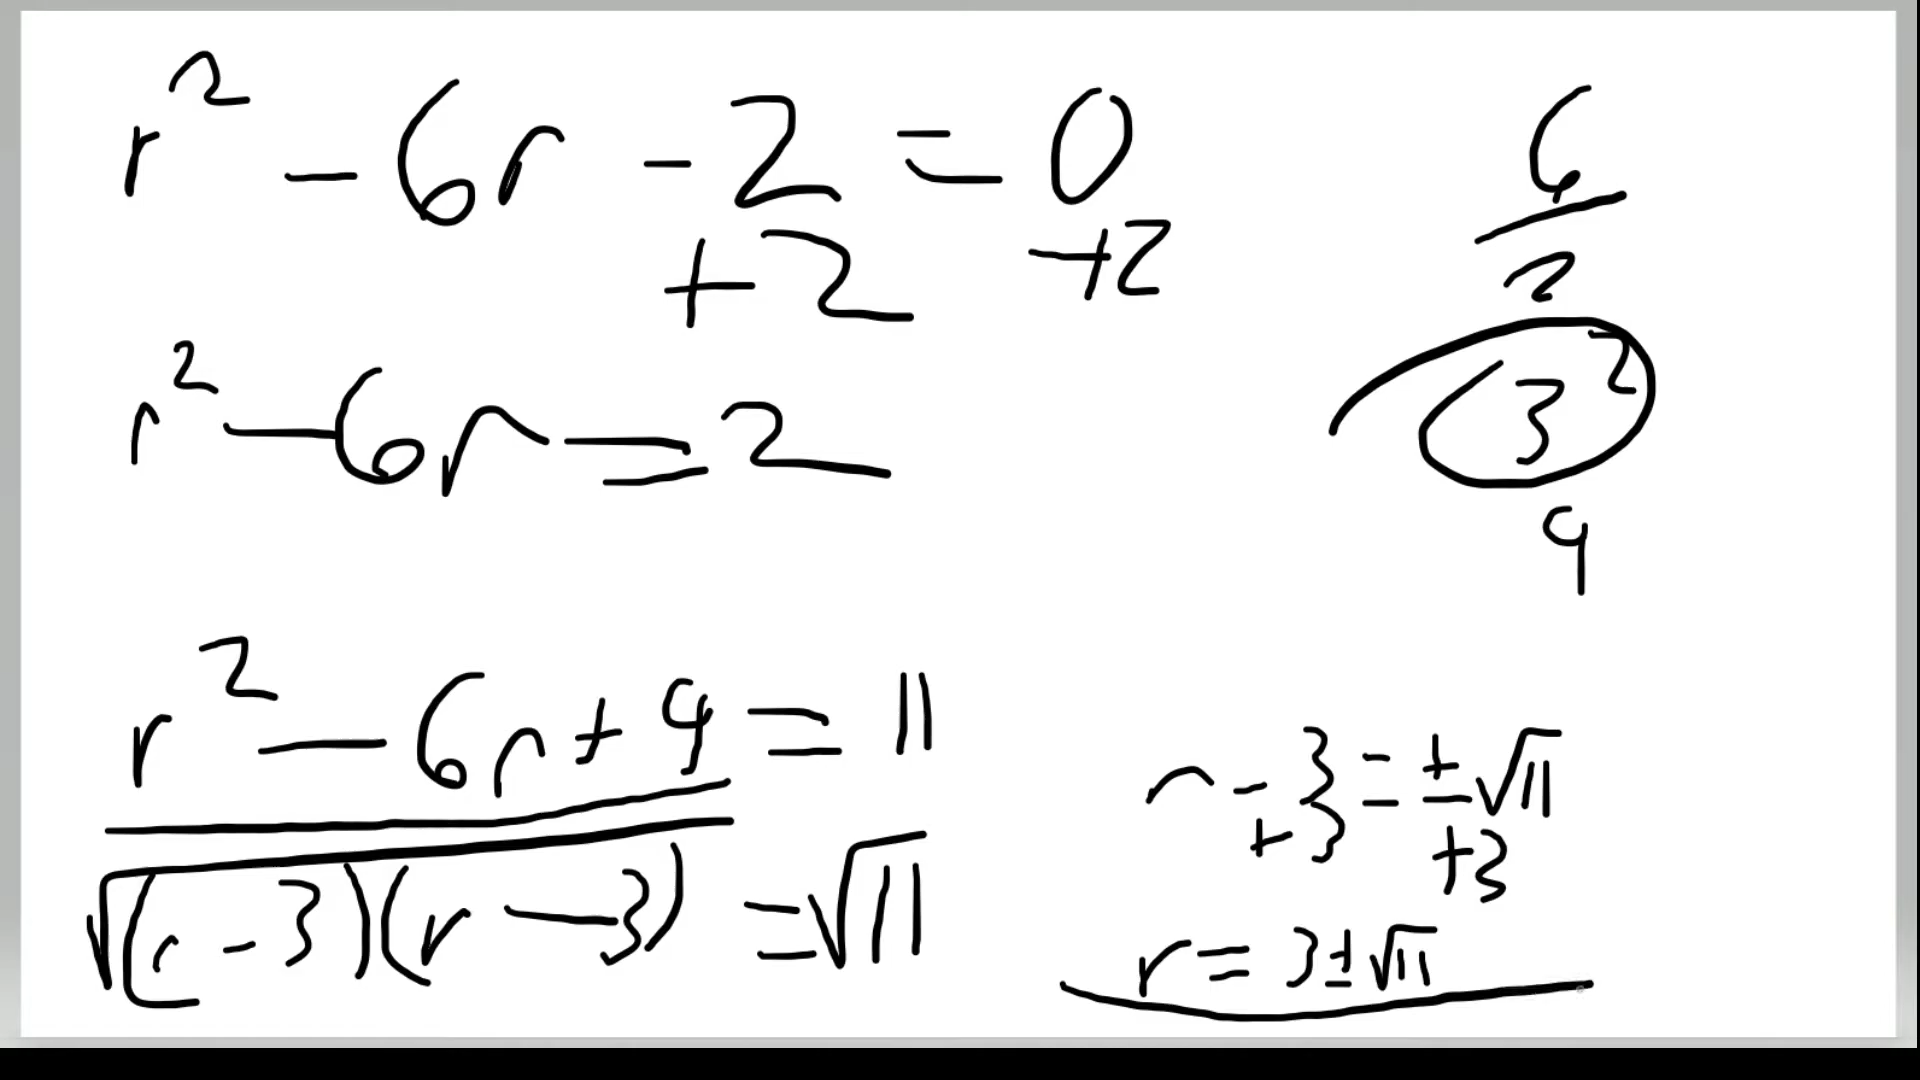 r² - 6r - 2 = 0
+2 +2
r² - 6r = 2
r² - 6r + 9 = 11
√(r - 3)(r - 3) = √11
6
2
3²
9
r - 3 = ±√11
+3 +3
r = 3 ± √11